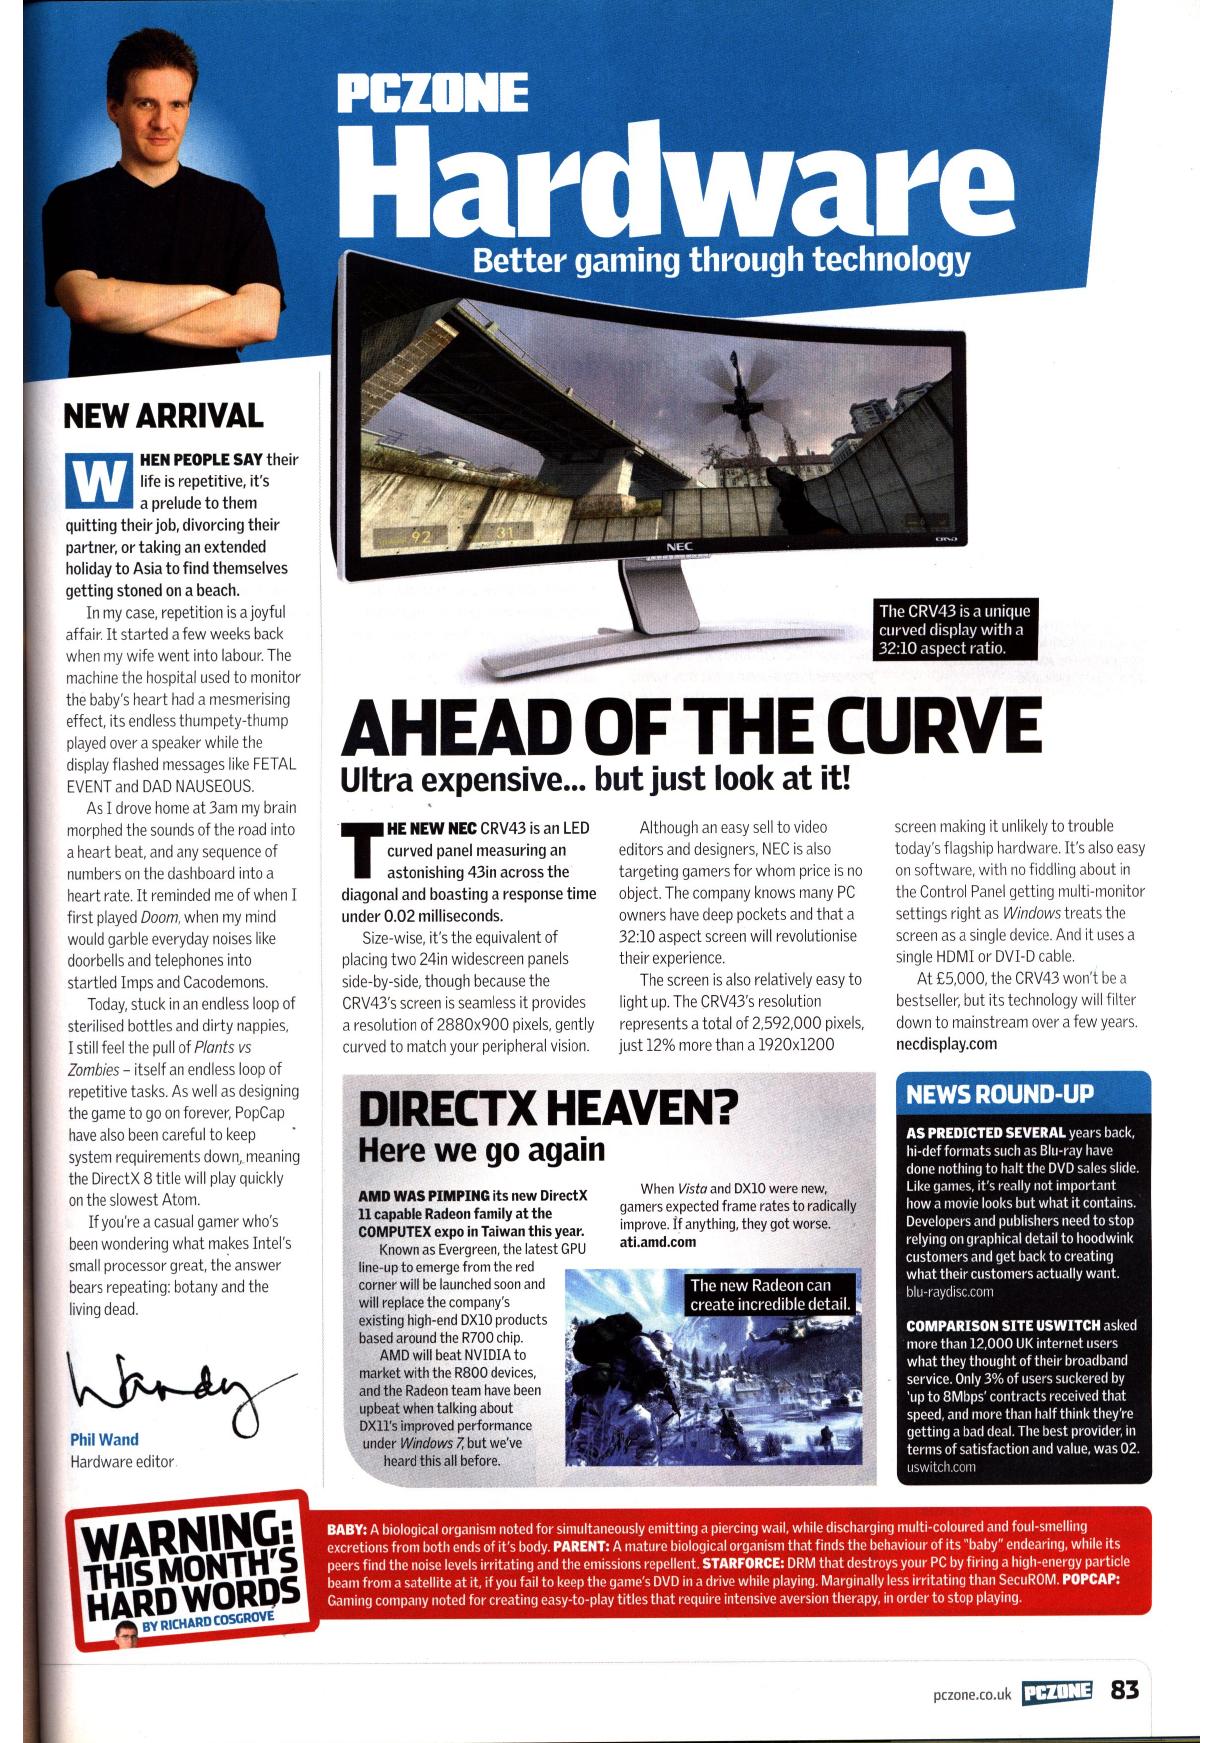 PCZONE
Hardware
Better gaming through technology
NEW ARRIVAL
WHEN PEOPLE SAY their
life is repetitive, it's
a prelude to them
quitting their job, divorcing their
partner, or taking an extended
holiday to Asia to find themselves
getting stoned on a beach.
In my case, repetition is a joyful
affair. It started a few weeks back
when my wife went into labour. The
machine the hospital used to monitor
the baby's heart had a mesmerising
effect, its endless thumpety-thump
played over a speaker while the
display flashed messages like FETAL
EVENT and DAD NAUSEOUS.
As I drove home at 3am my brain
morphed the sounds of the road into
a heart beat, and any sequence of
numbers on the dashboard into a
heart rate. It reminded me of when I
first played Doom, when my mind
would garble everyday noises like
doorbells and telephones into
startled Imps and Cacodemons.
Today, stuck in an endless loop of
sterilised bottles and dirty nappies,
I still feel the pull of Plants vs
Zombies – itself an endless loop of
repetitive tasks. As well as designing
the game to go on forever, PopCap
have also been careful to keep
system requirements down, meaning
the DirectX 8 title will play quickly
on the slowest Atom.
If you're a casual gamer who's
been wondering what makes Intel's
small processor great, the answer
bears repeating: botany and the
living dead.
Wandy
Phil Wand
Hardware editor
92
31
NEC
CRV43
The CRV43 is a unique
curved display with a
32:10 aspect ratio.
AHEAD OF THE CURVE
Ultra expensive... but just look at it!
THE NEW NEC CRV43 is an LED
curved panel measuring an
astonishing 43in across the
diagonal and boasting a response time
under 0.02 milliseconds.
Size-wise, it's the equivalent of
placing two 24in widescreen panels
side-by-side, though because the
CRV43's screen is seamless it provides
a resolution of 2880x900 pixels, gently
curved to match your peripheral vision.
Although an easy sell to video
editors and designers, NEC is also
targeting gamers for whom price is no
object. The company knows many PC
owners have deep pockets and that a
32:10 aspect screen will revolutionise
their experience.
The screen is also relatively easy to
light up. The CRV43's resolution
represents a total of 2,592,000 pixels,
just 12% more than a 1920x1200
screen making it unlikely to trouble
today's flagship hardware. It's also easy
on software, with no fiddling about in
the Control Panel getting multi-monitor
settings right as Windows treats the
screen as a single device. And it uses a
single HDMI or DVI-D cable.
At £5,000, the CRV43 won't be a
bestseller, but its technology will filter
down to mainstream over a few years.
necdisplay.com
DIRECTX HEAVEN?
Here we go again
AMD WAS PIMPING its new DirectX
11 capable Radeon family at the
COMPUTEX expo in Taiwan this year.
Known as Evergreen, the latest GPU
line-up to emerge from the red
corner will be launched soon and
will replace the company's
existing high-end DX10 products
based around the R700 chip.
AMD will beat NVIDIA to
market with the R800 devices,
and the Radeon team have been
upbeat when talking about
DX11's improved performance
under Windows 7, but we've
heard this all before.
When Vista and DX10 were new,
gamers expected frame rates to radically
improve. If anything, they got worse.
ati.amd.com
The new Radeon can
create incredible detail.
NEWS ROUND-UP
AS PREDICTED SEVERAL years back,
hi-def formats such as Blu-ray have
done nothing to halt the DVD sales slide.
Like games, it's really not important
how a movie looks but what it contains.
Developers and publishers need to stop
relying on graphical detail to hoodwink
customers and get back to creating
what their customers actually want.
blu-raydisc.com
COMPARISON SITE USWITCH asked
more than 12,000 UK internet users
what they thought of their broadband
service. Only 3% of users suckered by
'up to 8Mbps' contracts received that
speed, and more than half think they're
getting a bad deal. The best provider, in
terms of satisfaction and value, was O2.
uswitch.com
WARNING:
THIS MONTH'S
HARD WORDS
BY RICHARD COSGROVE
BABY: A biological organism noted for simultaneously emitting a piercing wail, while discharging multi-coloured and foul-smelling
excretions from both ends of it's body. PARENT: A mature biological organism that finds the behaviour of its "baby" endearing, while its
peers find the noise levels irritating and the emissions repellent. STARFORCE: DRM that destroys your PC by firing a high-energy particle
beam from a satellite at it, if you fail to keep the game's DVD in a drive while playing. Marginally less irritating than SecuROM. POPCAP:
Gaming company noted for creating easy-to-play titles that require intensive aversion therapy, in order to stop playing.
pczone.co.uk PCZONE 83